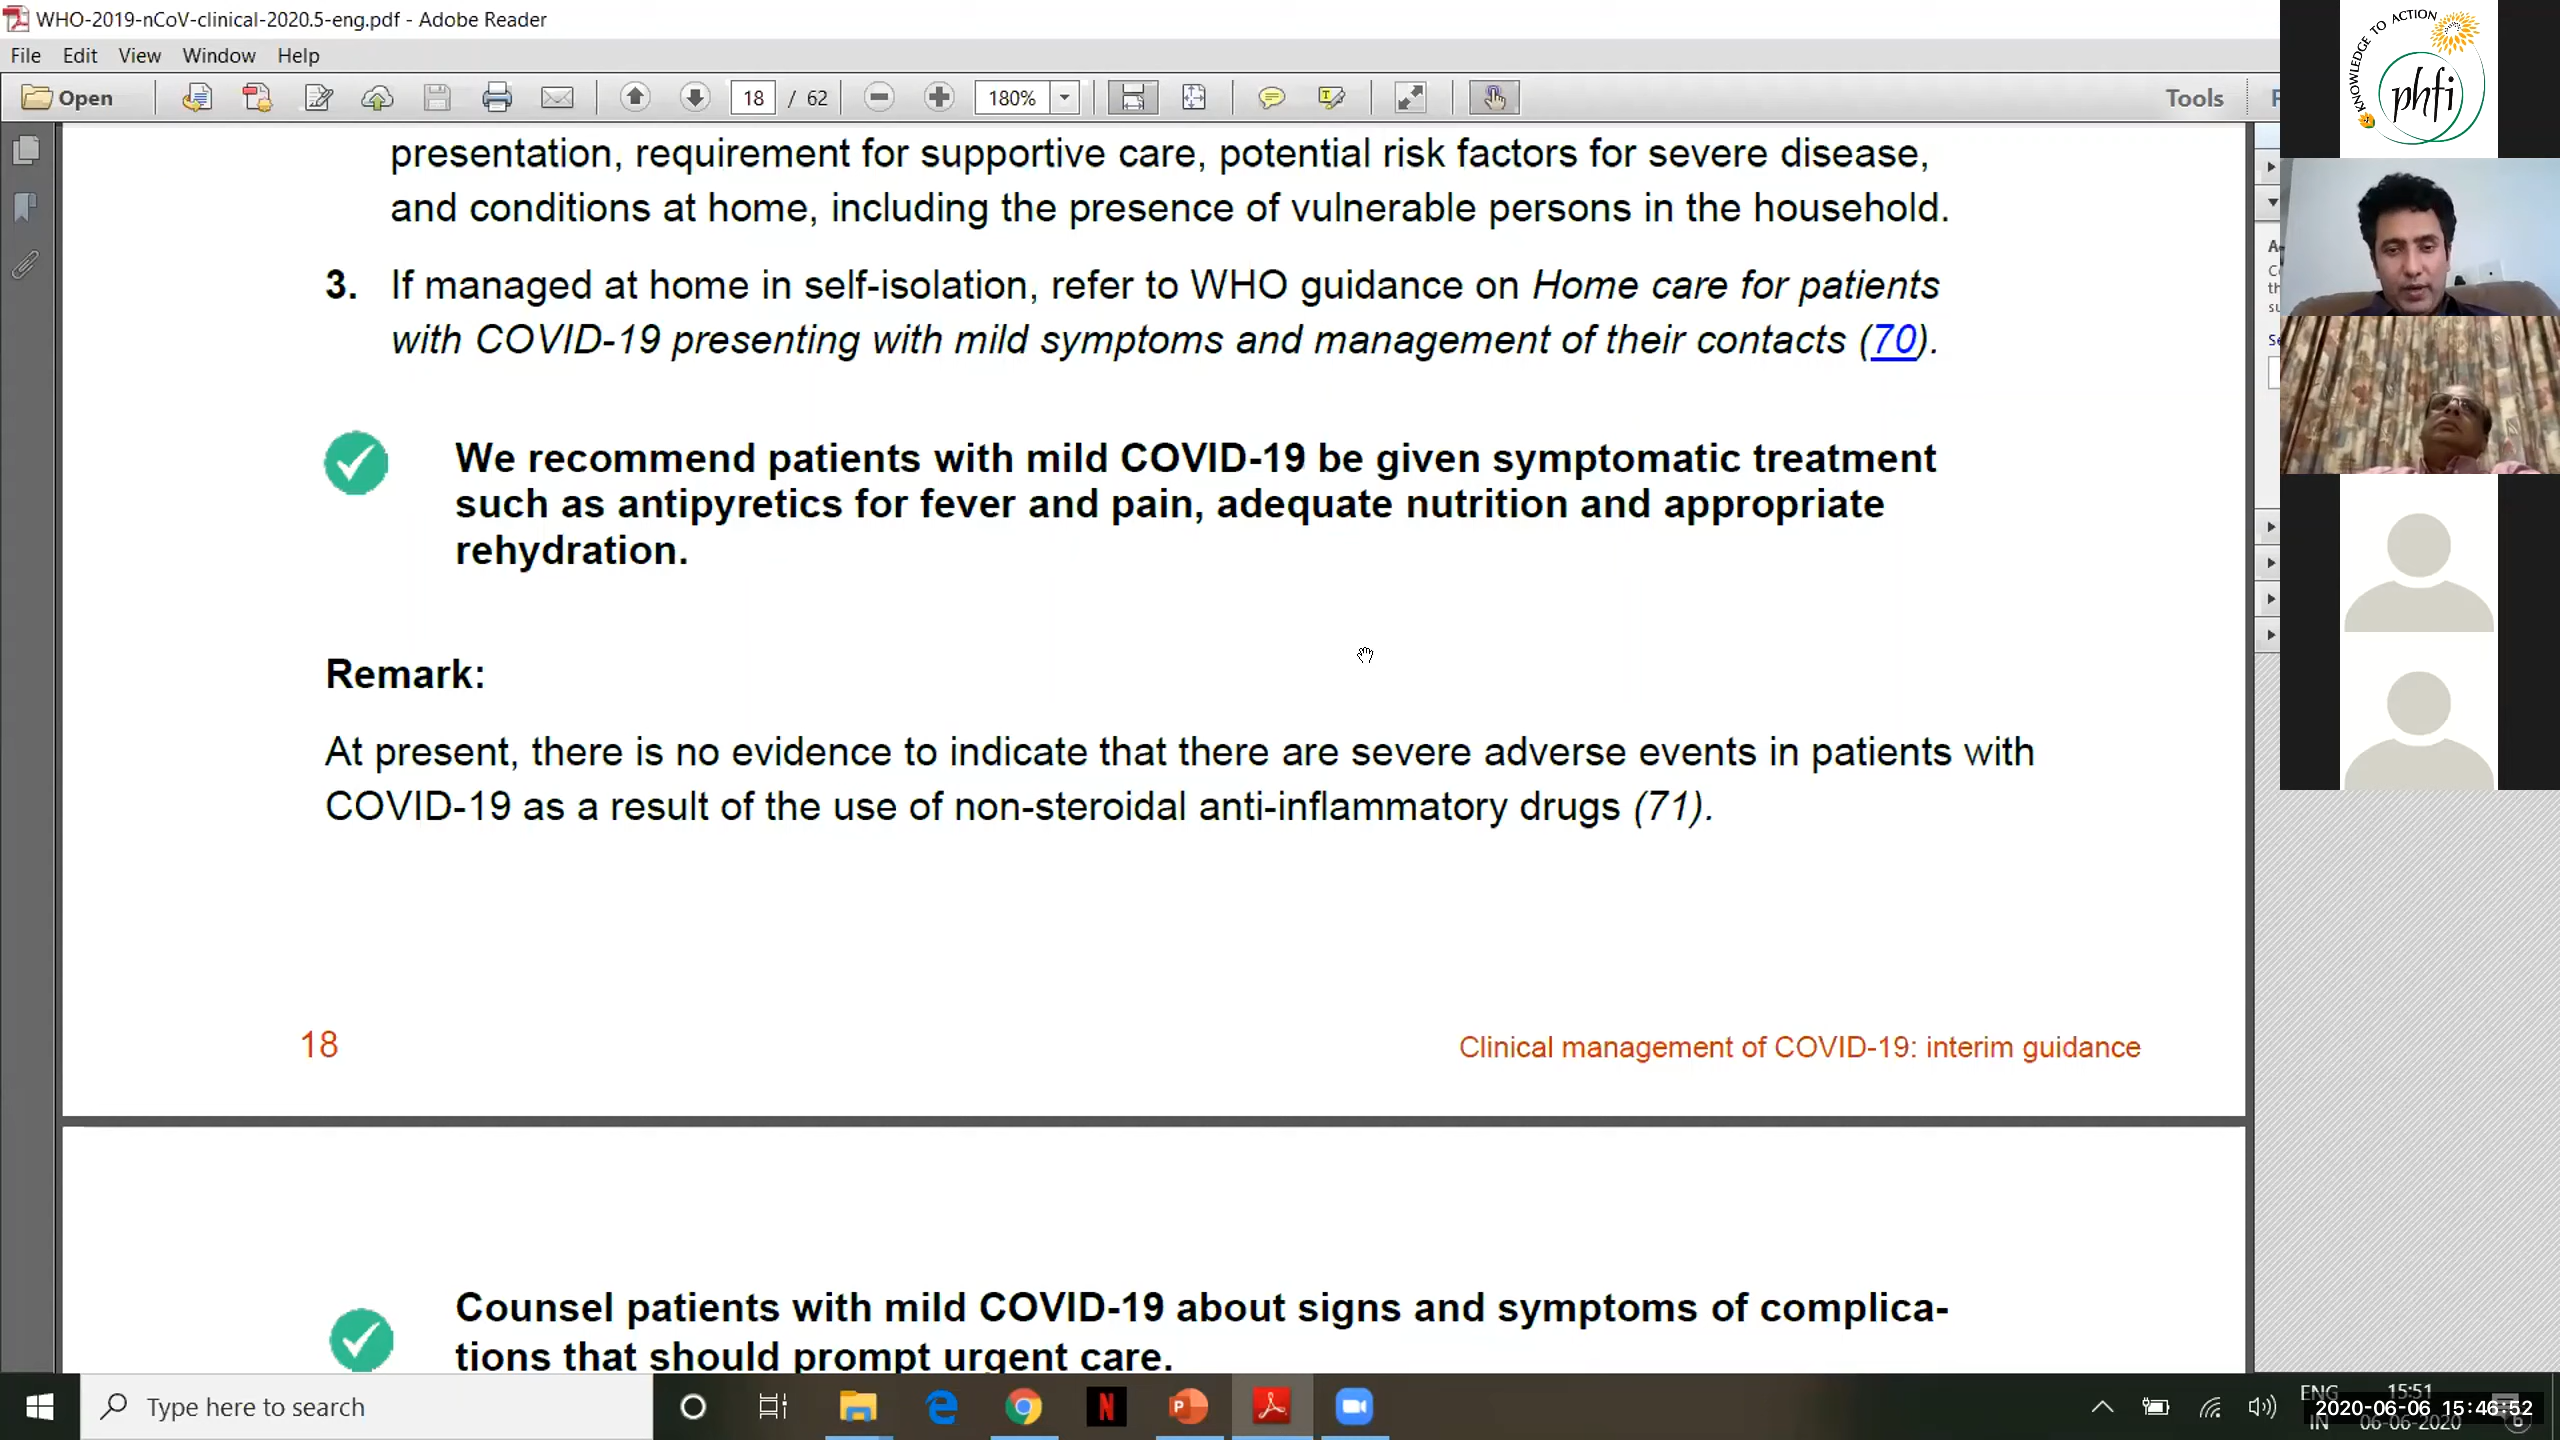 WHO-2019-nCoV-clinical-2020.5-eng.pdf - Adobe Reader
File Edit View Window Help
Open 18 / 62 180% Tools
KNOWLEDGE TO ACTION
phfi
presentation, requirement for supportive care, potential risk factors for severe disease,
and conditions at home, including the presence of vulnerable persons in the household.
3. If managed at home in self-isolation, refer to WHO guidance on Home care for patients
with COVID-19 presenting with mild symptoms and management of their contacts (70).
We recommend patients with mild COVID-19 be given symptomatic treatment
such as antipyretics for fever and pain, adequate nutrition and appropriate
rehydration.
Remark:
At present, there is no evidence to indicate that there are severe adverse events in patients with
COVID-19 as a result of the use of non-steroidal anti-inflammatory drugs (71).
18 Clinical management of COVID-19: interim guidance
Counsel patients with mild COVID-19 about signs and symptoms of complica-
tions that should prompt urgent care.
Type here to search
ENG 15:51
2020-06-06 15:46:52
IN 06-06-2020